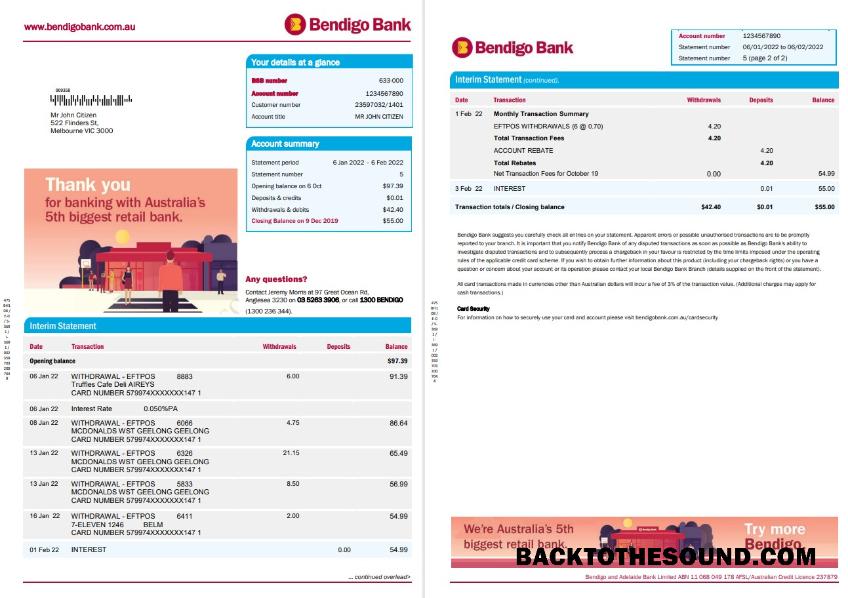 www.bendigobank.com.au
Bendigo Bank
Your details at a glance
BSB number 633-000
Account number 1234567890
Customer number 23597032/1401
Account title MR JOHN CITIZEN
Mr John Citizen
522 Flinders St,
Melbourne VIC 3000
Account summary
Statement period 6 Jan 2022 - 6 Feb 2022
Statement number 5
Opening balance on 6 Oct $97.39
Deposits & credits $0.01
Withdrawals & debits $42.40
Closing Balance on 9 Dec 2019 $55.00
Thank you
for banking with Australia's
5th biggest retail bank.
Any questions?
Contact Jeremy Morris at 97 Great Ocean Rd,
Anglesea 3230 on 03 5263 3906, or call 1300 BENDIGO
(1300 236 344).
Interim Statement
Date Transaction Withdrawals Deposits Balance
Opening balance $97.39
06 Jan 22 WITHDRAWAL - EFTPOS 8883 6.00 91.39
Truffles Cafe Deli AIREYS
CARD NUMBER 579974XXXXXXX147 1
06 Jan 22 Interest Rate 0.050%PA
08 Jan 22 WITHDRAWAL - EFTPOS 6066 4.75 86.64
MCDONALDS WST GEELONG GEELONG
CARD NUMBER 579974XXXXXXX147 1
13 Jan 22 WITHDRAWAL - EFTPOS 6326 21.15 65.49
MCDONALDS WST GEELONG GEELONG
CARD NUMBER 579974XXXXXXX147 1
13 Jan 22 WITHDRAWAL - EFTPOS 5833 8.50 56.99
MCDONALDS WST GEELONG GEELONG
CARD NUMBER 579974XXXXXXX147 1
16 Jan 22 WITHDRAWAL - EFTPOS 6411 2.00 54.99
7-ELEVEN 1246 BELM
CARD NUMBER 579974XXXXXXX147 1
01 Feb 22 INTEREST 0.00 54.99
... continued overleaf>
Bendigo Bank
Account number 1234567890
Statement number 06/01/2022 to 06/02/2022
Statement number 5 (page 2 of 2)
Interim Statement (continued).
Date Transaction Withdrawals Deposits Balance
1 Feb 22 Monthly Transaction Summary
EFTPOS WITHDRAWALS (6 @ 0.70) 4.20
Total Transaction Fees 4.20
ACCOUNT REBATE 4.20
Total Rebates 4.20
Net Transaction Fees for October 19 0.00 54.99
3 Feb 22 INTEREST 0.01 55.00
Transaction totals / Closing balance $42.40 $0.01 $55.00
Bendigo Bank suggests you carefully check all entries on your statement. Apparent errors or possible unauthorised transactions are to be promptly
reported to your branch. It is important that you notify Bendigo Bank of any disputed transactions as soon as possible as Bendigo Bank's ability to
investigate disputed transactions and to subsequently process a chargeback in your favour is restricted by the time limits imposed under the operating
rules of the applicable credit card scheme. If you wish to obtain further information about this product (including your chargeback rights) or you have a
question or concern about your account or its operation please contact your local Bendigo Bank Branch (details supplied on the front of the statement).
All card transactions made in currencies other than Australian dollars will incur a fee of 3% of the transaction value. (Additional charges may apply for
cash transactions.)
Card Security
For information on how to securely use your card and account please visit bendigobank.com.au/cardsecurity
We're Australia's 5th
biggest retail bank.
Try more
Bendigo.
BACKTOTHESOUND.COM
Bendigo and Adelaide Bank Limited ABN 11 068 049 178 AFSL/Australian Credit Licence 237879